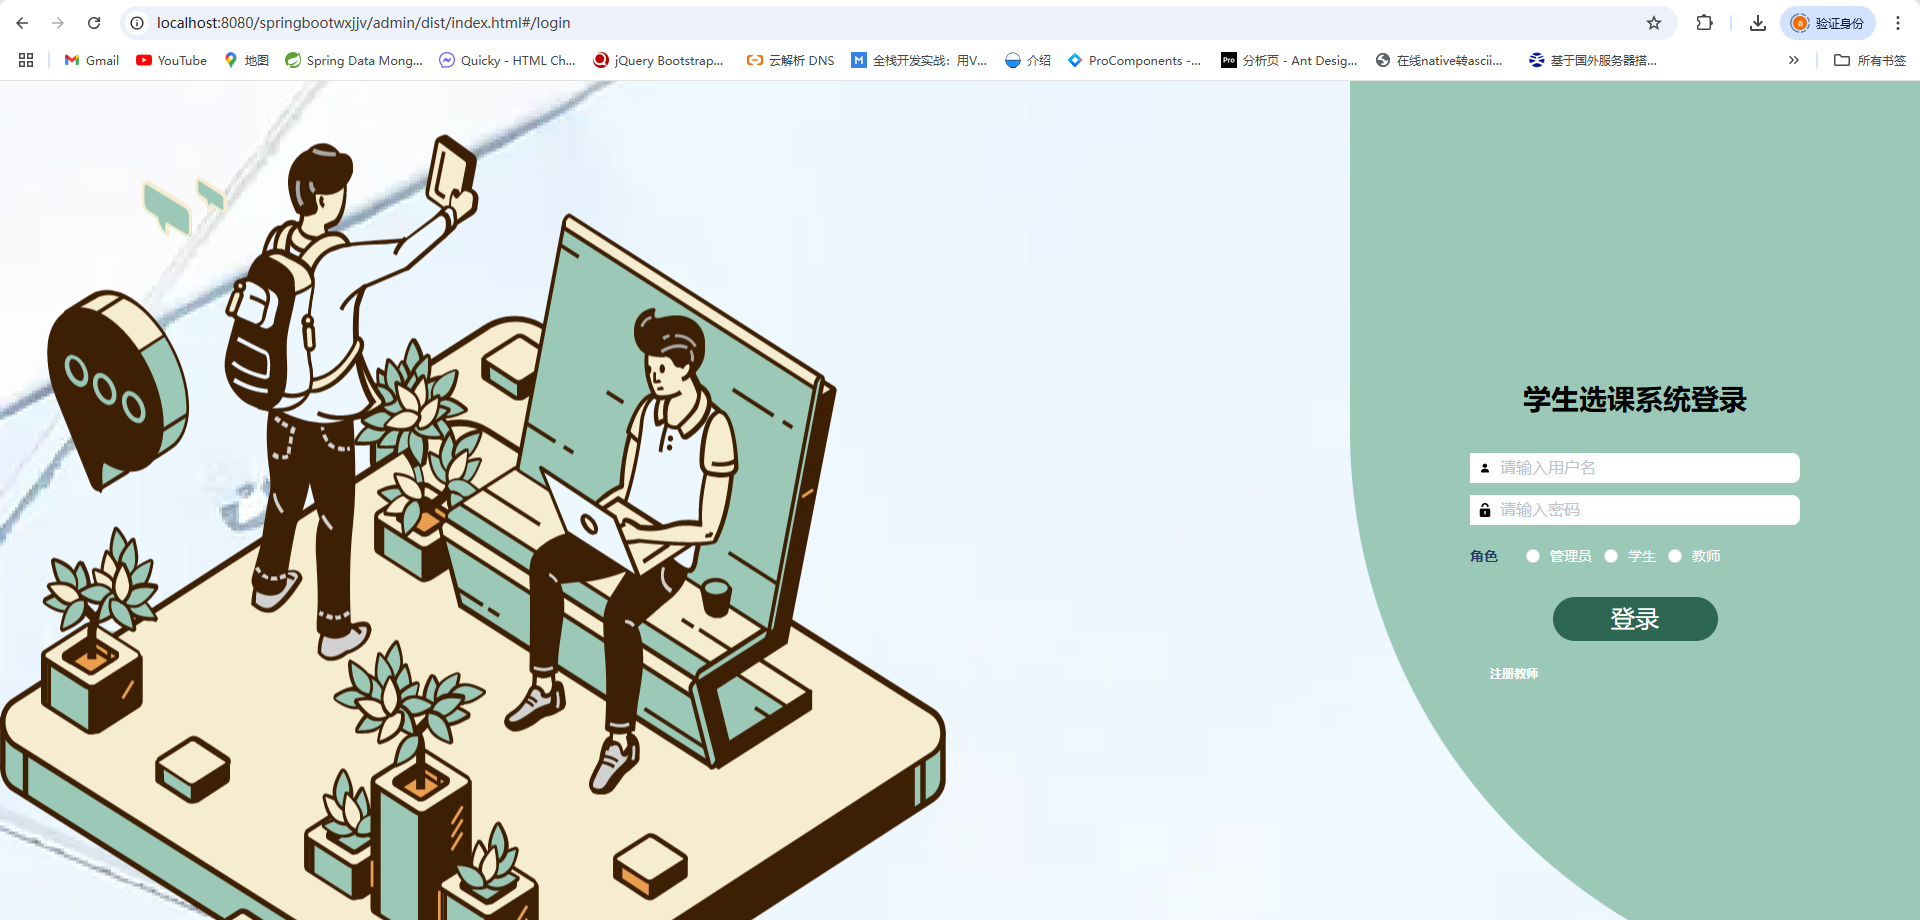 localhost:8080/springbootwxjjv/admin/dist/index.html#/login
验证身份
Gmail
YouTube
地图
Spring Data Mong...
Quicky - HTML Ch...
jQuery Bootstrap...
云解析 DNS
全栈开发实战：用V...
介绍
ProComponents -...
Pro
分析页 - Ant Desig...
在线native转ascii...
基于国外服务器搭...
所有书签
学生选课系统登录
请输入用户名
请输入密码
角色 管理员 学生 教师
登录
注册教师